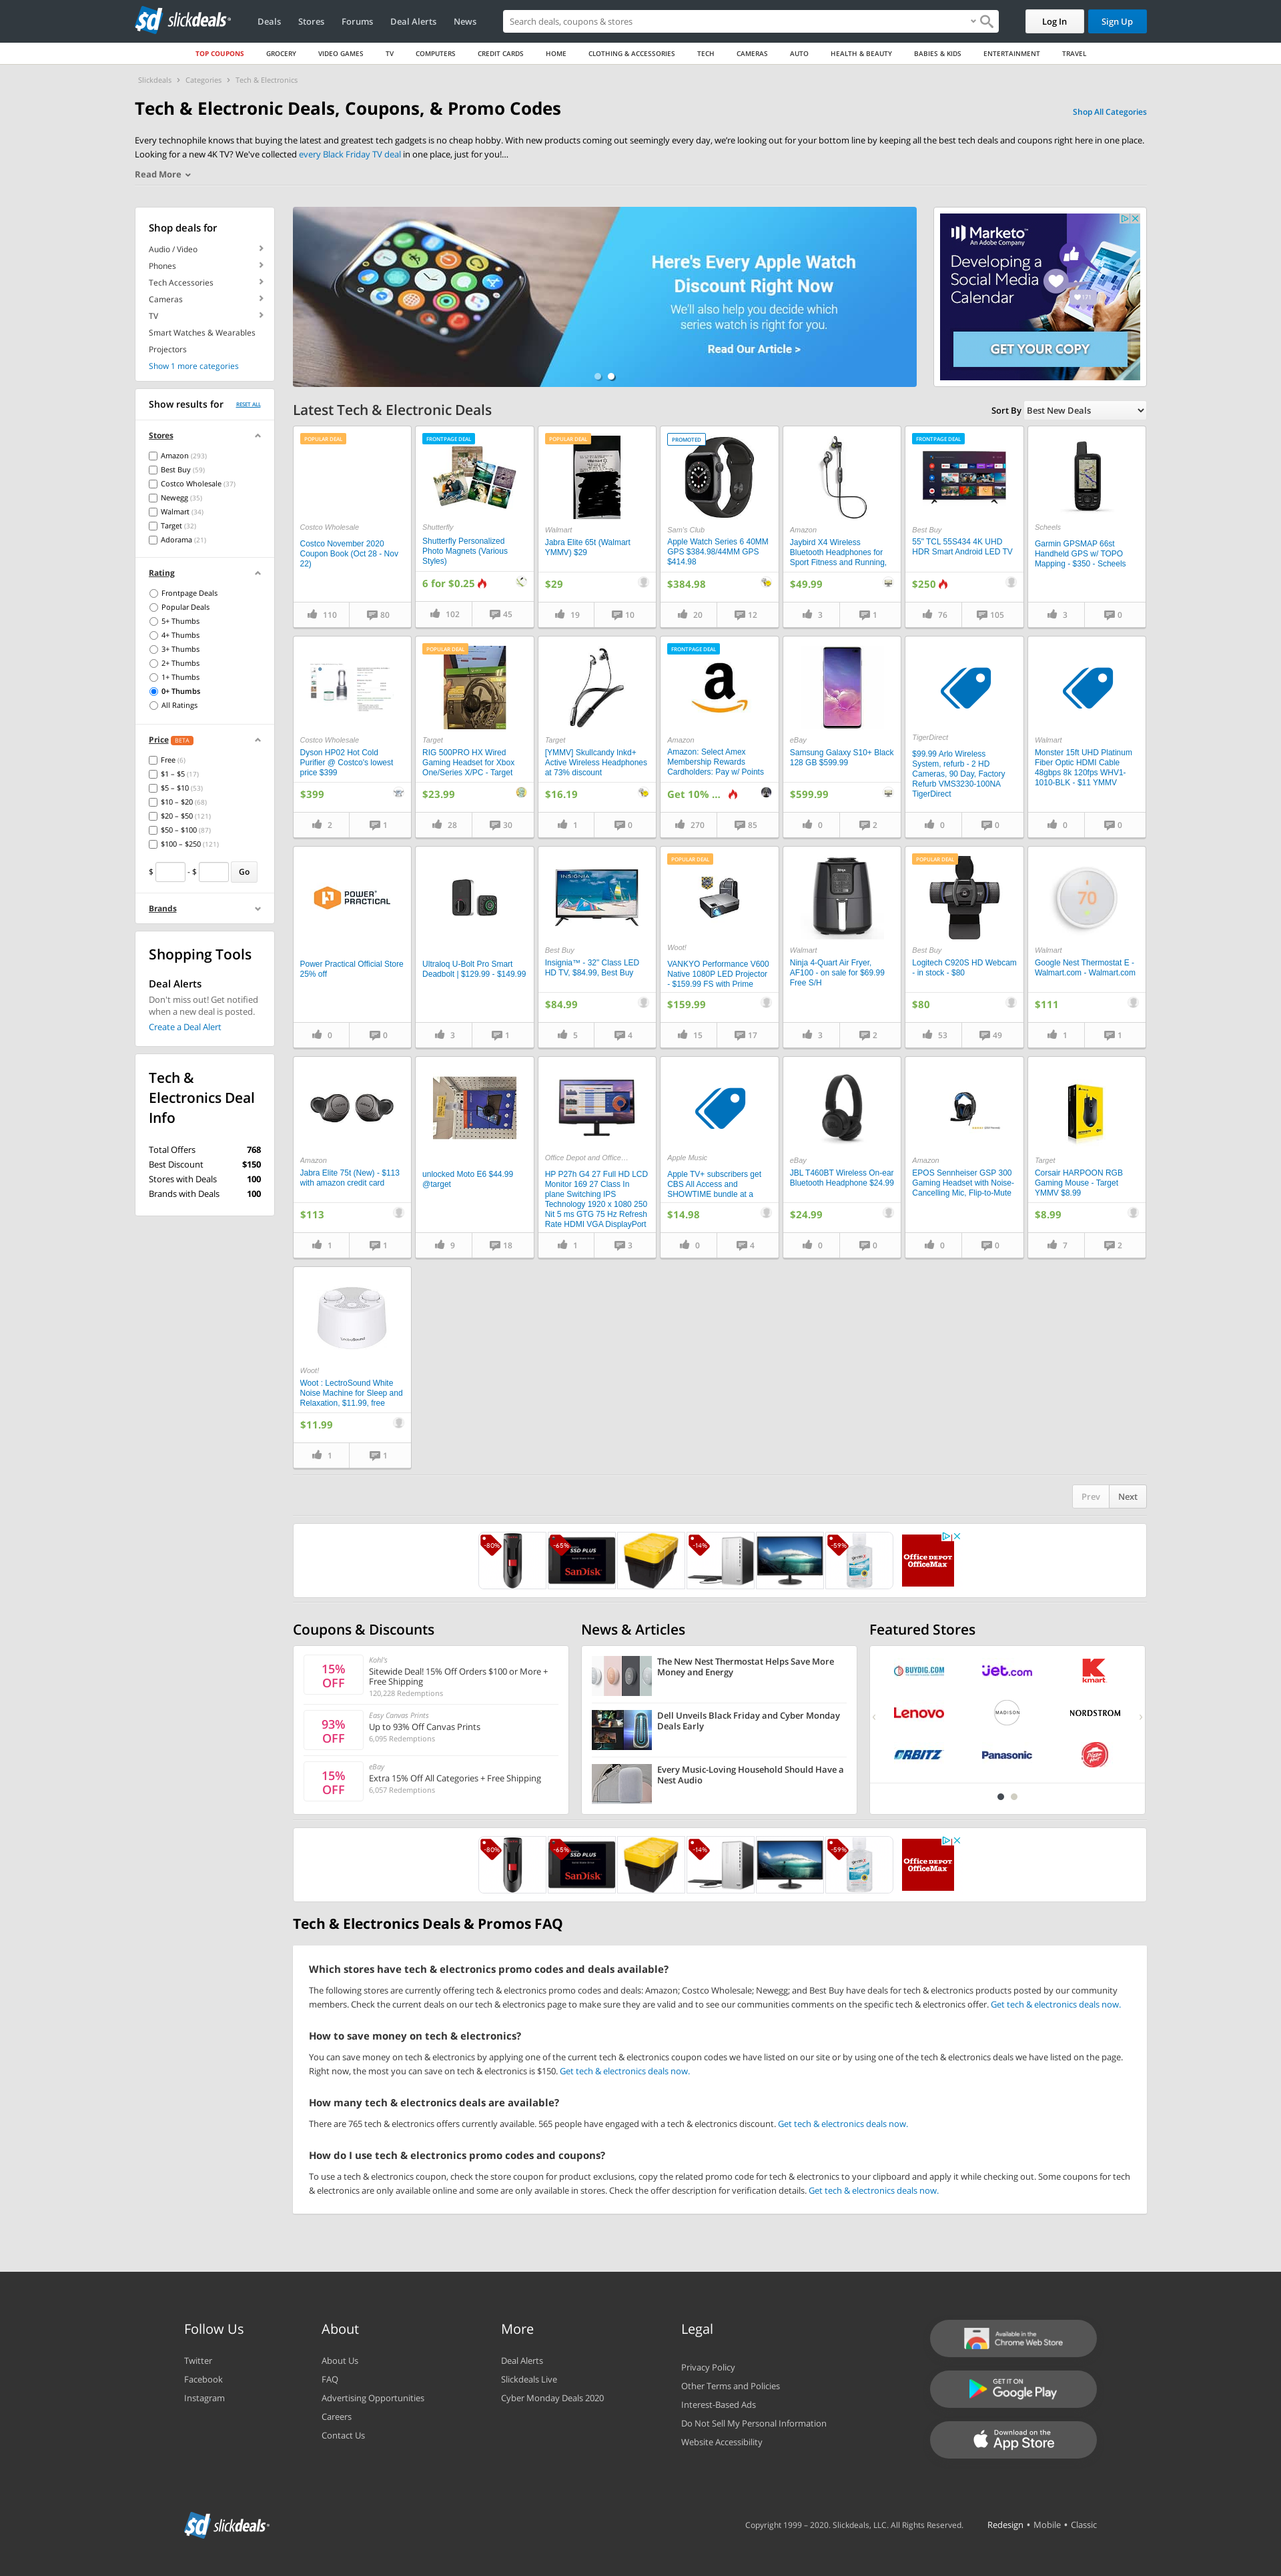 slickdeals
Deals
Stores
Forums
Deal Alerts
News
Search deals, coupons & stores
Log In
Sign Up
TOP COUPONS
GROCERY
VIDEO GAMES
TV
COMPUTERS
CREDIT CARDS
HOME
CLOTHING & ACCESSORIES
TECH
CAMERAS
AUTO
HEALTH & BEAUTY
BABIES & KIDS
ENTERTAINMENT
TRAVEL
Slickdeals > Categories > Tech & Electronics
Tech & Electronic Deals, Coupons, & Promo Codes
Shop All Categories
Every technophile knows that buying the latest and greatest tech gadgets is no cheap hobby. With new products coming out seemingly every day, we're looking out for your bottom line by keeping all the best tech deals and coupons right here in one place.
Looking for a new 4K TV? We've collected every Black Friday TV deal in one place, just for you!...
Read More
Shop deals for
Audio / Video
Phones
Tech Accessories
Cameras
TV
Smart Watches & Wearables
Projectors
Show 1 more categories
Show results for
RESET ALL
Stores
Amazon (293)
Best Buy (59)
Costco Wholesale (37)
Newegg (35)
Walmart (34)
Target (32)
Adorama (21)
Rating
Frontpage Deals
Popular Deals
5+ Thumbs
4+ Thumbs
3+ Thumbs
2+ Thumbs
1+ Thumbs
0+ Thumbs
All Ratings
Price BETA
Free (6)
$1 – $5 (17)
$5 – $10 (53)
$10 – $20 (68)
$20 – $50 (121)
$50 – $100 (87)
$100 – $250 (121)
$ - $ Go
Brands
Shopping Tools
Deal Alerts
Don't miss out! Get notified
when a new deal is posted.
Create a Deal Alert
Tech &
Electronics Deal
Info
Total Offers 768
Best Discount $150
Stores with Deals 100
Brands with Deals 100
Here's Every Apple Watch
Discount Right Now
We'll also help you decide which
series watch is right for you.
Read Our Article >
Marketo
An Adobe Company
Developing a
Social Media
Calendar
GET YOUR COPY
Latest Tech & Electronic Deals
Sort By Best New Deals
POPULAR DEAL
Costco Wholesale
Costco November 2020
Coupon Book (Oct 28 - Nov
22)
110 80
FRONTPAGE DEAL
Shutterfly
Shutterfly Personalized
Photo Magnets (Various
Styles)
6 for $0.25
102 45
POPULAR DEAL
Walmart
Jabra Elite 65t (Walmart
YMMV) $29
$29
19 10
PROMOTED
Sam's Club
Apple Watch Series 6 40MM
GPS $384.98/44MM GPS
$414.98
$384.98
20 12
Amazon
Jaybird X4 Wireless
Bluetooth Headphones for
Sport Fitness and Running,
$49.99
3 1
FRONTPAGE DEAL
Best Buy
55" TCL 55S434 4K UHD
HDR Smart Android LED TV
$250
76 105
Scheels
Garmin GPSMAP 66st
Handheld GPS w/ TOPO
Mapping - $350 - Scheels
3 0
Costco Wholesale
Dyson HP02 Hot Cold
Purifier @ Costco's lowest
price $399
$399
2 1
POPULAR DEAL
Target
RIG 500PRO HX Wired
Gaming Headset for Xbox
One/Series X/PC - Target
$23.99
28 30
Target
[YMMV] Skullcandy Inkd+
Active Wireless Headphones
at 73% discount
$16.19
1 0
FRONTPAGE DEAL
a
Amazon
Amazon: Select Amex
Membership Rewards
Cardholders: Pay w/ Points
Get 10% ...
270 85
eBay
Samsung Galaxy S10+ Black
128 GB $599.99
$599.99
0 2
TigerDirect
$99.99 Arlo Wireless
System, refurb - 2 HD
Cameras, 90 Day, Factory
Refurb VMS3230-100NA
TigerDirect
0 0
Walmart
Monster 15ft UHD Platinum
Fiber Optic HDMI Cable
48gbps 8k 120fps WHV1-
1010-BLK - $11 YMMV
0 0
POWER
PRACTICAL
Power Practical Official Store
25% off
0 0
Ultraloq U-Bolt Pro Smart
Deadbolt | $129.99 - $149.99
3 1
INSIGNIA
Best Buy
Insignia™ - 32" Class LED
HD TV, $84.99, Best Buy
$84.99
5 4
POPULAR DEAL
Woot!
VANKYO Performance V600
Native 1080P LED Projector
- $159.99 FS with Prime
$159.99
15 17
Walmart
Ninja 4-Quart Air Fryer,
AF100 - on sale for $69.99
Free S/H
3 2
POPULAR DEAL
Best Buy
Logitech C920S HD Webcam
- in stock - $80
$80
53 49
70
Walmart
Google Nest Thermostat E -
Walmart.com - Walmart.com
$111
1 1
Amazon
Jabra Elite 75t (New) - $113
with amazon credit card
$113
1 1
unlocked Moto E6 $44.99
@target
9 18
Office Depot and Office...
HP P27h G4 27 Full HD LCD
Monitor 169 27 Class In
plane Switching IPS
Technology 1920 x 1080 250
Nit 5 ms GTG 75 Hz Refresh
Rate HDMI VGA DisplayPort
1 3
Apple Music
Apple TV+ subscribers get
CBS All Access and
SHOWTIME bundle at a
$14.98
0 4
eBay
JBL T460BT Wireless On-ear
Bluetooth Headphone $24.99
$24.99
0 0
Amazon
EPOS Sennheiser GSP 300
Gaming Headset with Noise-
Cancelling Mic, Flip-to-Mute
0 0
Target
Corsair HARPOON RGB
Gaming Mouse - Target
YMMV $8.99
$8.99
7 2
Woot!
Woot : LectroSound White
Noise Machine for Sleep and
Relaxation, $11.99, free
$11.99
1 1
Prev Next
-80%
-65%
SSD PLUS
SanDisk
-14%
-59%
Office DEPOT
OfficeMax
Coupons & Discounts
15%
OFF
Kohl's
Sitewide Deal! 15% Off Orders $100 or More +
Free Shipping
120,228 Redemptions
93%
OFF
Easy Canvas Prints
Up to 93% Off Canvas Prints
6,095 Redemptions
15%
OFF
eBay
Extra 15% Off All Categories + Free Shipping
6,057 Redemptions
News & Articles
The New Nest Thermostat Helps Save More
Money and Energy
Dell Unveils Black Friday and Cyber Monday
Deals Early
Every Music-Loving Household Should Have a
Nest Audio
Featured Stores
BUYDIG.COM
jet.com
kmart
Lenovo
MADISON
NORDSTROM
ORBITZ
Panasonic
Pizza Hut
-80%
-65%
SSD PLUS
SanDisk
-14%
-59%
Office DEPOT
OfficeMax
Tech & Electronics Deals & Promos FAQ
Which stores have tech & electronics promo codes and deals available?
The following stores are currently offering tech & electronics promo codes and deals: Amazon; Costco Wholesale; Newegg; and Best Buy have deals for tech & electronics products posted by our community
members. Check the current deals on our tech & electronics page to make sure they are valid and to see our communities comments on the specific tech & electronics offer. Get tech & electronics deals now.
How to save money on tech & electronics?
You can save money on tech & electronics by applying one of the current tech & electronics coupon codes we have listed on our site or by using one of the tech & electronics deals we have listed on the page.
Right now, the most you can save on tech & electronics is $150. Get tech & electronics deals now.
How many tech & electronics deals are available?
There are 765 tech & electronics offers currently available. 565 people have engaged with a tech & electronics discount. Get tech & electronics deals now.
How do I use tech & electronics promo codes and coupons?
To use a tech & electronics coupon, check the store coupon for product exclusions, copy the related promo code for tech & electronics to your clipboard and apply it while checking out. Some coupons for tech
& electronics are only available online and some are only available in stores. Check the offer description for verification details. Get tech & electronics deals now.
Follow Us
Twitter
Facebook
Instagram
About
About Us
FAQ
Advertising Opportunities
Careers
Contact Us
More
Deal Alerts
Slickdeals Live
Cyber Monday Deals 2020
Legal
Privacy Policy
Other Terms and Policies
Interest-Based Ads
Do Not Sell My Personal Information
Website Accessibility
Available in the
Chrome Web Store
GET IT ON
Google Play
Download on the
App Store
slickdeals
Copyright 1999 – 2020. Slickdeals, LLC. All Rights Reserved.
Redesign • Mobile • Classic